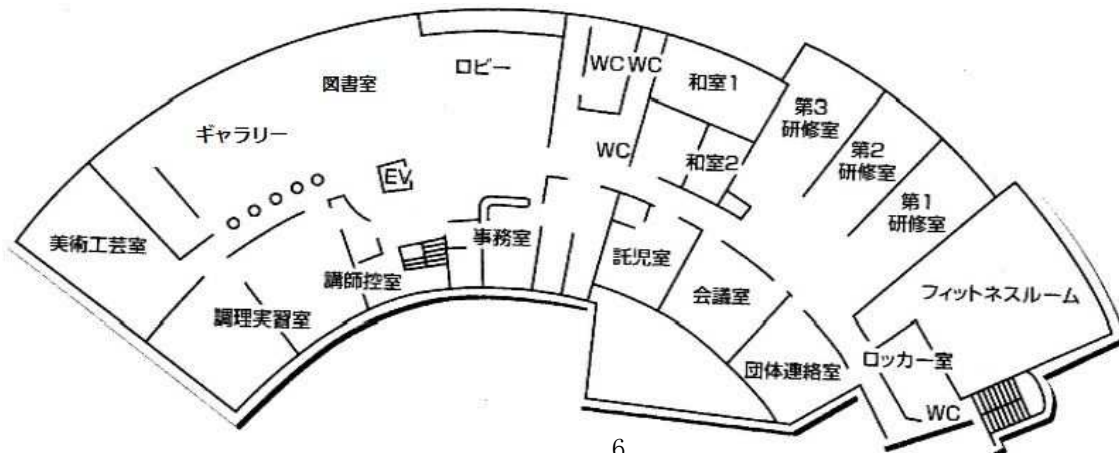 ロビー
WC
WC
和室1
図書室
第3
研修室
ギャラリー
WC
和室2
第2
研修室
EV
第1
研修室
美術工芸室
事務室
託児室
講師控室
会議室
フィットネスルーム
調理実習室
団体連絡室
ロッカー室
WC
6